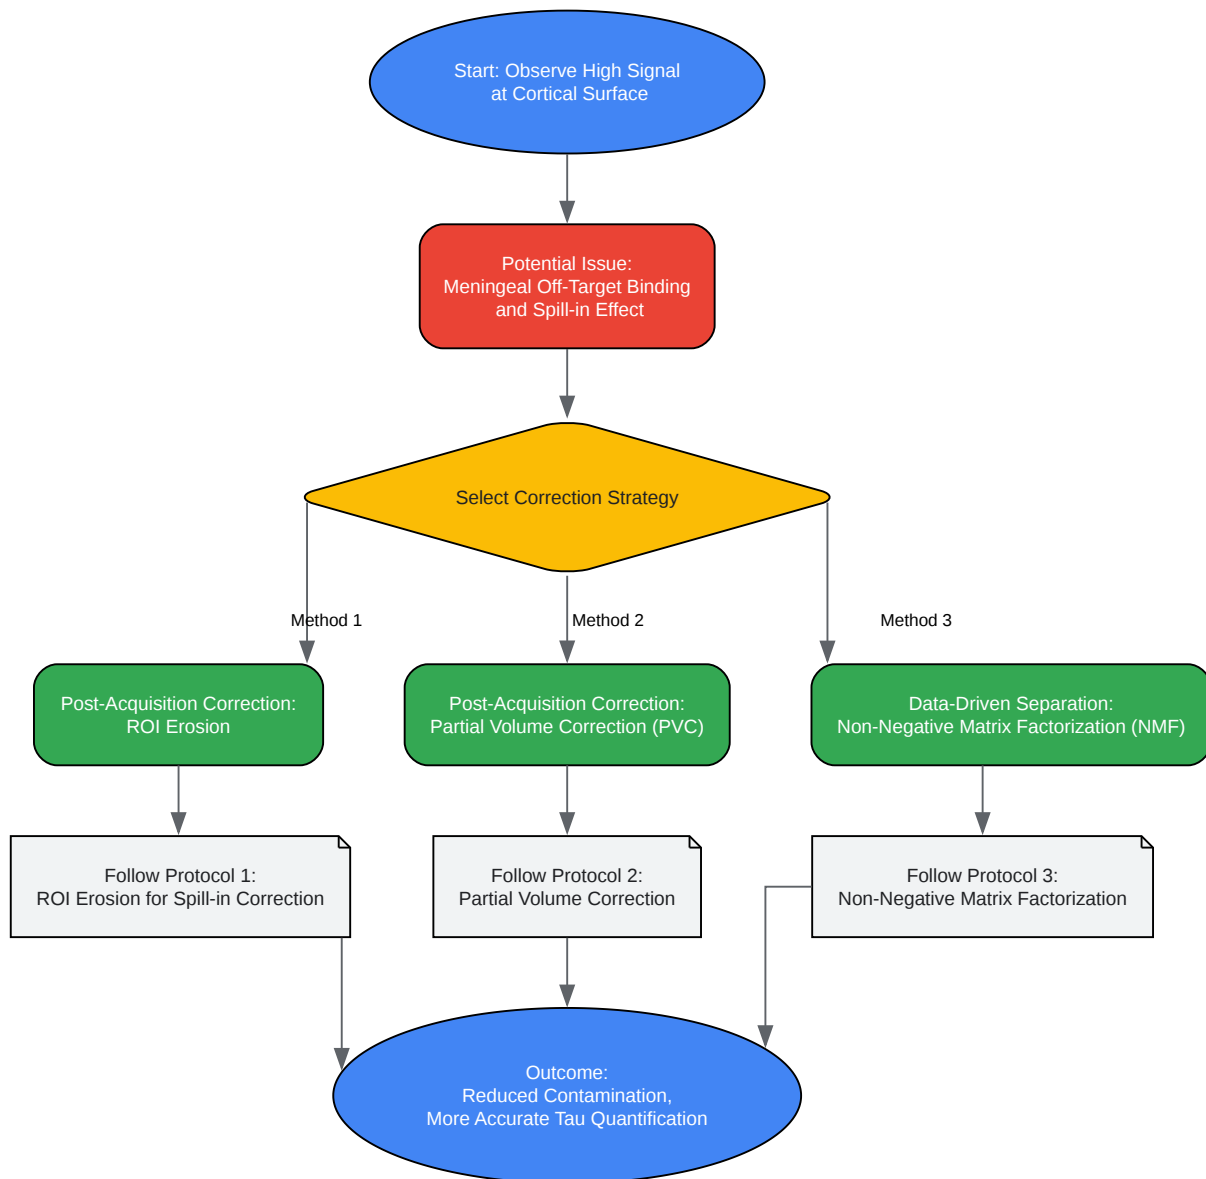 Start: Observe High Signal
at Cortical Surface
Potential Issue:
Meningeal Off-Target Binding
and Spill-in Effect
Select Correction Strategy
Method 1
Method 2
Method 3
Post-Acquisition Correction:
ROI Erosion
Post-Acquisition Correction:
Partial Volume Correction (PVC)
Data-Driven Separation:
Non-Negative Matrix Factorization (NMF)
Follow Protocol 1:
ROI Erosion for Spill-in Correction
Follow Protocol 2:
Partial Volume Correction
Follow Protocol 3:
Non-Negative Matrix Factorization
Outcome:
Reduced Contamination,
More Accurate Tau Quantification